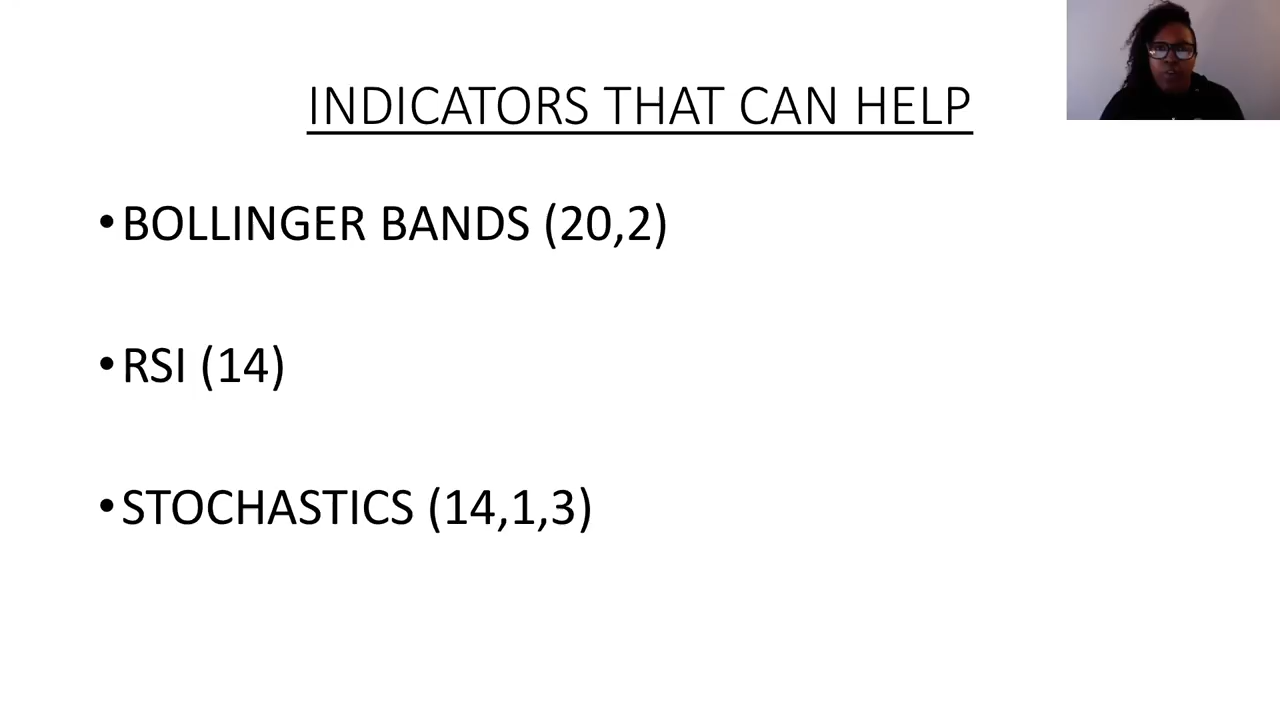 INDICATORS THAT CAN HELP
•BOLLINGER BANDS (20,2)
•RSI (14)
•STOCHASTICS (14,1,3)